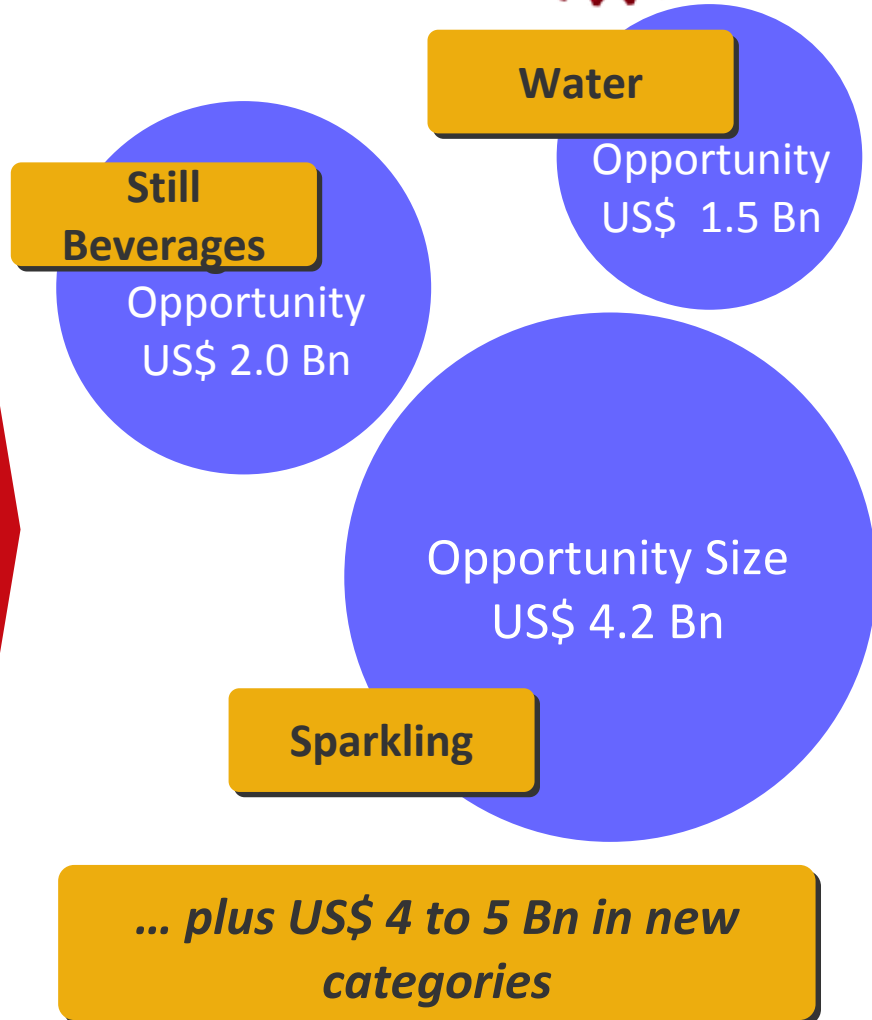 Water
Opportunity
US$  1.5 Bn
Still
Beverages
Opportunity
US$ 2.0 Bn
Opportunity Size
US$ 4.2 Bn
Sparkling
… plus US$ 4 to 5 Bn in new
categories